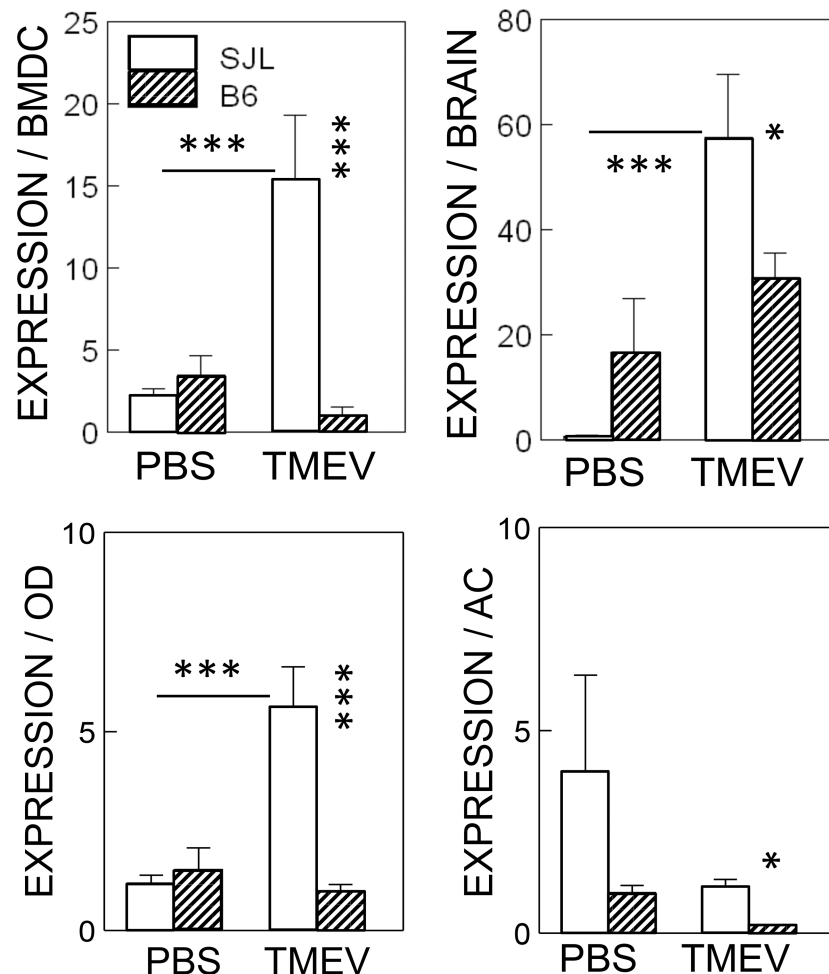 EXPRESSION / BMDC
25
20
15
10
5
0
SJL
B6
***
***
PBS TMEV
EXPRESSION / BRAIN
80
60
40
20
0
***
*
PBS TMEV
EXPRESSION / OD
10
5
0
***
***
PBS TMEV
EXPRESSION / AC
10
5
0
*
PBS TMEV